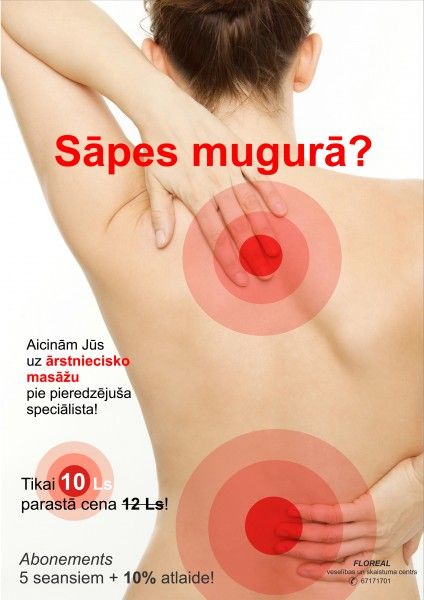 Sāpes mugurā?
Aicinām Jūs
uz ārstniecisko
masāžu
pie pieredzējuša
speciālista!
Tikai 10 Ls
parastā cena 12 Ls!
Abonements
5 seansiem + 10% atlaide!
FLOREAL
veselības un skaistuma centrs
✆ 67171701